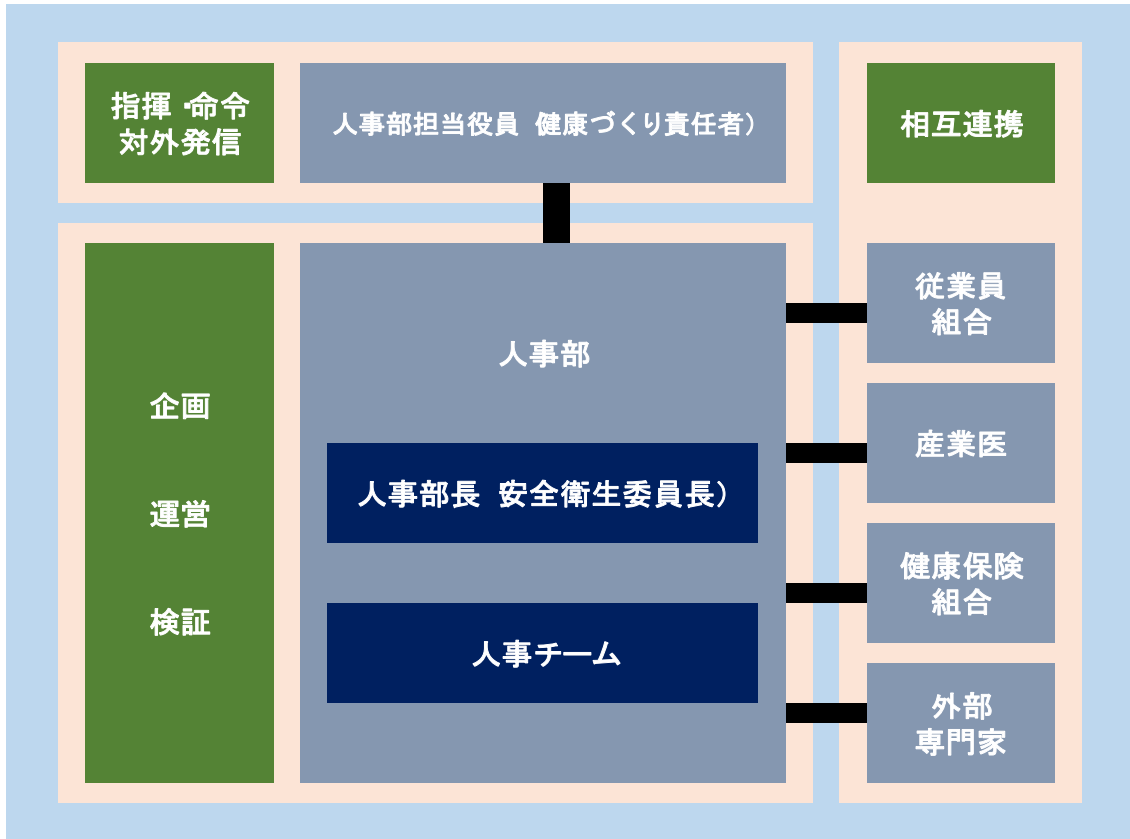 指揮・命令
対外発信
人事部担当役員 健康づくり責任者）
相互連携
企画
運営
検証
人事部
人事部長 安全衛生委員長）
人事チーム
従業員
組合
産業医
健康保険
組合
外部
専門家